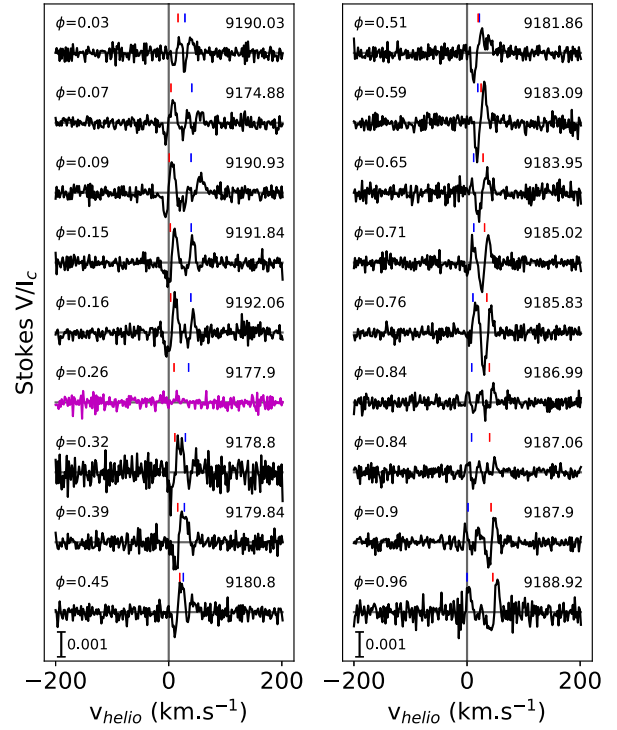 Stokes V/I_c
ϕ=0.03 9190.03
ϕ=0.07 9174.88
ϕ=0.09 9190.93
ϕ=0.15 9191.84
ϕ=0.16 9192.06
ϕ=0.26 9177.9
ϕ=0.32 9178.8
ϕ=0.39 9179.84
ϕ=0.45 9180.8
0.001
−200 0 200
v_helio (km.s⁻¹)
ϕ=0.51 9181.86
ϕ=0.59 9183.09
ϕ=0.65 9183.95
ϕ=0.71 9185.02
ϕ=0.76 9185.83
ϕ=0.84 9186.99
ϕ=0.84 9187.06
ϕ=0.9 9187.9
ϕ=0.96 9188.92
0.001
−200 0 200
v_helio (km.s⁻¹)